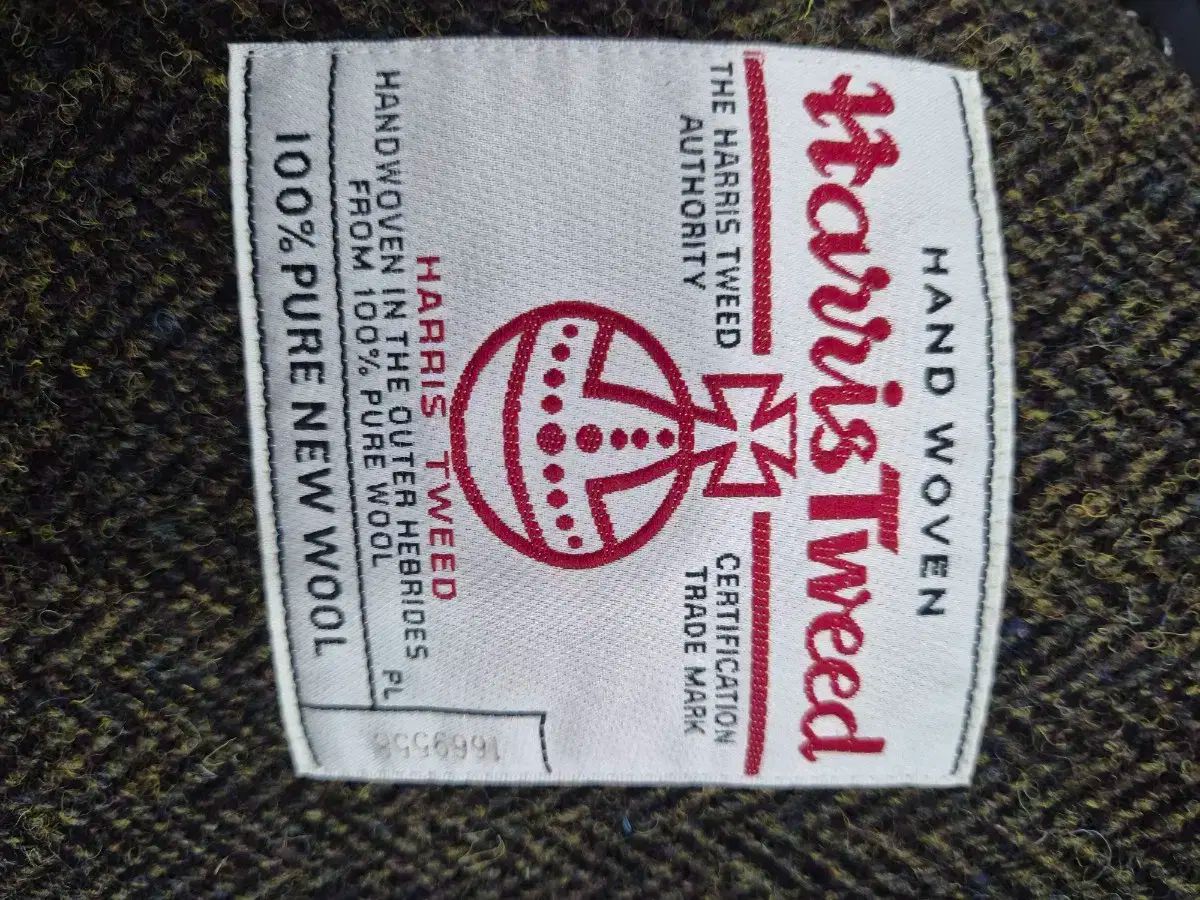 HAND WOVEN
Harris Tweed
THE HARRIS TWEED
AUTHORITY
CERTIFICATION
TRADE MARK
HARRIS TWEED
HANDWOVEN IN THE OUTER HEBRIDES
FROM 100% PURE WOOL
PL
100% PURE NEW WOOL